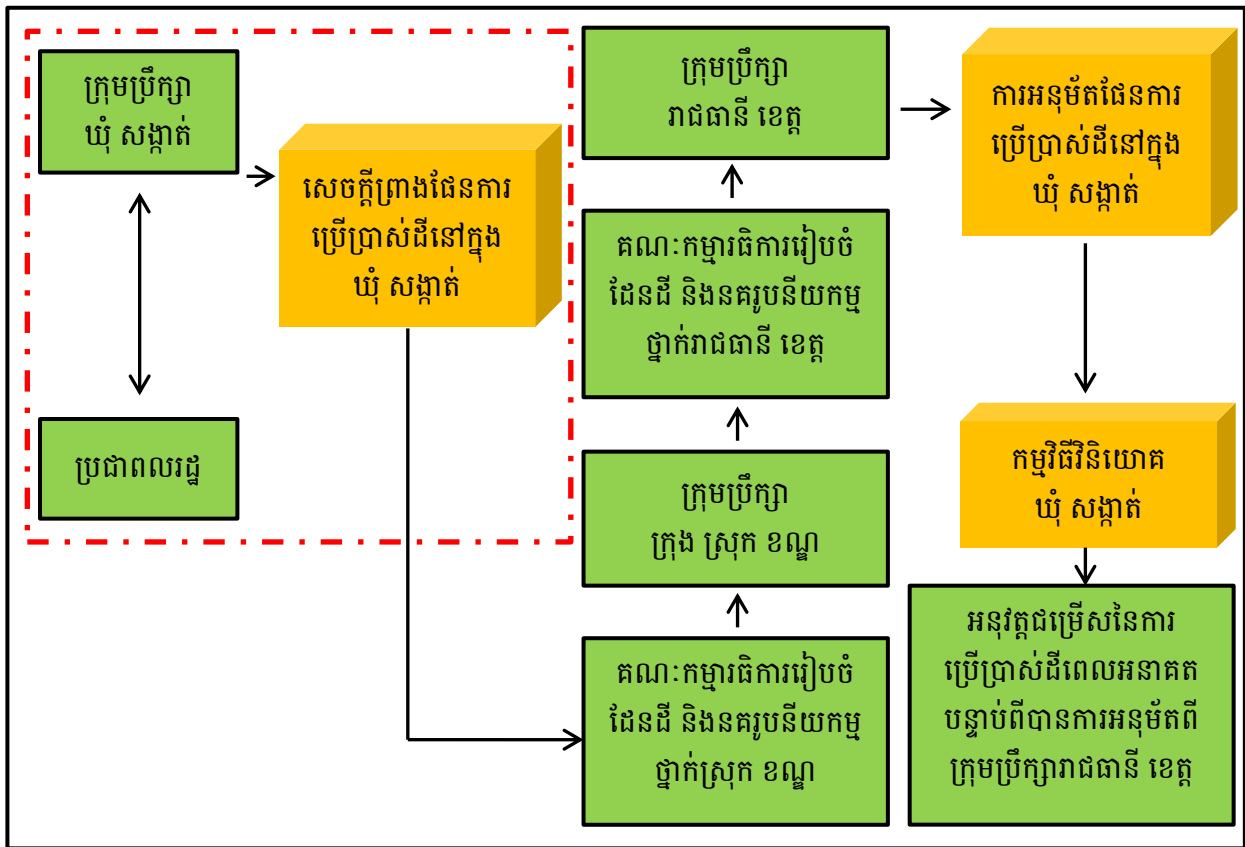 ក្រុមប្រឹក្សា
ឃុំ សង្កាត់
ប្រជាពលរដ្ឋ
សេចក្តីព្រាងផែនការ
ប្រើប្រាស់ដីនៅក្នុង
ឃុំ សង្កាត់
គណៈកម្មារធិការរៀបចំ
ដែនដី និងនគរូបនីយកម្ម
ថ្នាក់ស្រុក ខណ្ឌ
ក្រុមប្រឹក្សា
ក្រុង ស្រុក ខណ្ឌ
គណៈកម្មារធិការរៀបចំ
ដែនដី និងនគរូបនីយកម្ម
ថ្នាក់រាជធានី ខេត្ត
ក្រុមប្រឹក្សា
រាជធានី ខេត្ត
ការអនុម័តផែនការ
ប្រើប្រាស់ដីនៅក្នុង
ឃុំ សង្កាត់
កម្មវិធីវិនិយោគ
ឃុំ សង្កាត់
អនុវត្តជម្រើសនៃការ
ប្រើប្រាស់ដីពេលអនាគត
បន្ទាប់ពីបានការអនុម័តពី
ក្រុមប្រឹក្សារាជធានី ខេត្ត